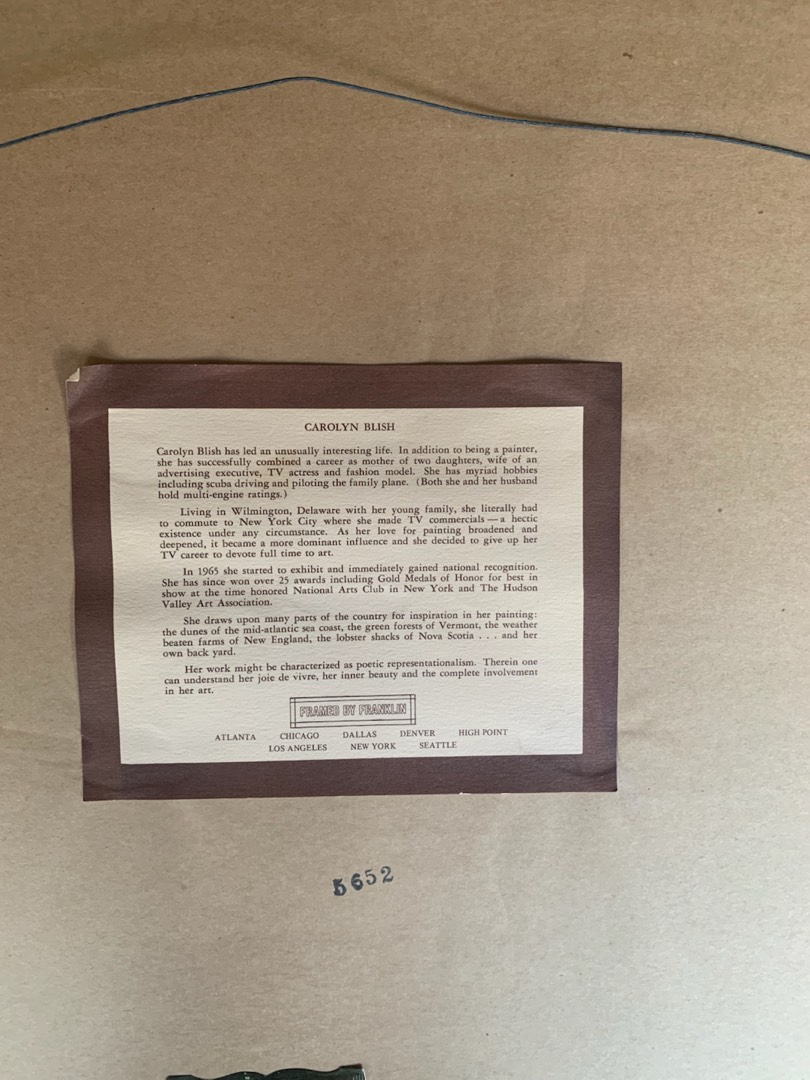 CAROLYN BLISH
Carolyn Blish has led an unusually interesting life. In addition to being a painter,
she has successfully combined a career as mother of two daughters, wife of an
advertising executive, TV actress and fashion model. She has myriad hobbies
including scuba driving and piloting the family plane. (Both she and her husband
hold multi-engine ratings.)
Living in Wilmington, Delaware with her young family, she literally had
to commute to New York City where she made TV commercials — a hectic
existence under any circumstance. As her love for painting broadened and
deepened, it became a more dominant influence and she decided to give up her
TV career to devote full time to art.
In 1965 she started to exhibit and immediately gained national recognition.
She has since won over 25 awards including Gold Medals of Honor for best in
show at the time honored National Arts Club in New York and The Hudson
Valley Art Association.
She draws upon many parts of the country for inspiration in her painting:
the dunes of the mid-atlantic sea coast, the green forests of Vermont, the weather
beaten farms of New England, the lobster shacks of Nova Scotia . . . and her
own back yard.
Her work might be characterized as poetic representationalism. Therein one
can understand her joie de vivre, her inner beauty and the complete involvement
in her art.
FRAMED BY FRANKLIN
ATLANTA CHICAGO DALLAS DENVER HIGH POINT
LOS ANGELES NEW YORK SEATTLE
5652